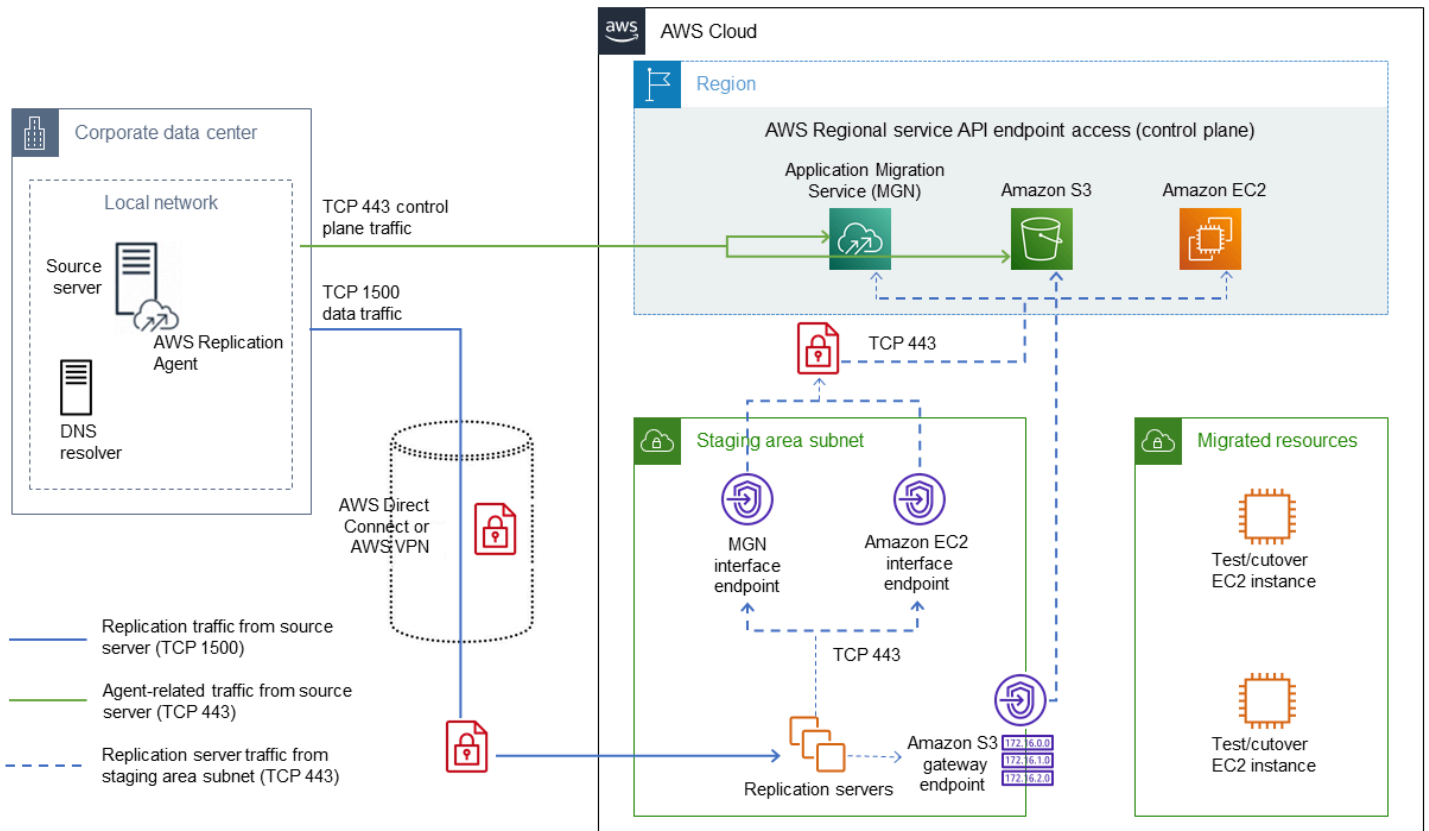 aws
AWS Cloud
Region
AWS Regional service API endpoint access (control plane)
Application Migration
Service (MGN)
Amazon S3
Amazon EC2
Corporate data center
Local network
Source
server
AWS Replication
Agent
DNS
resolver
TCP 443 control
plane traffic
TCP 1500
data traffic
AWS Direct
Connect or
AWS VPN
TCP 443
Staging area subnet
MGN
interface
endpoint
Amazon EC2
interface
endpoint
TCP 443
Replication servers
Amazon S3
gateway
endpoint
172.16.0.0
172.16.1.0
172.16.2.0
Migrated resources
Test/cutover
EC2 instance
Test/cutover
EC2 instance
Replication traffic from source
server (TCP 1500)
Agent-related traffic from source
server (TCP 443)
Replication server traffic from
staging area subnet (TCP 443)